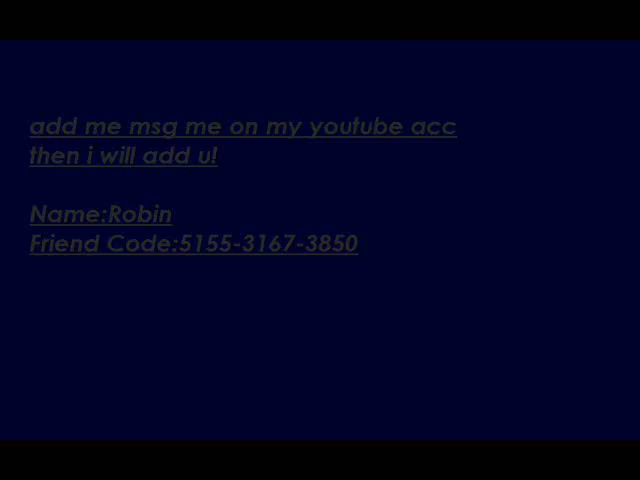 add me msg me on my youtube acc
then i will add u!
Name:Robin
Friend Code:5155-3167-3850